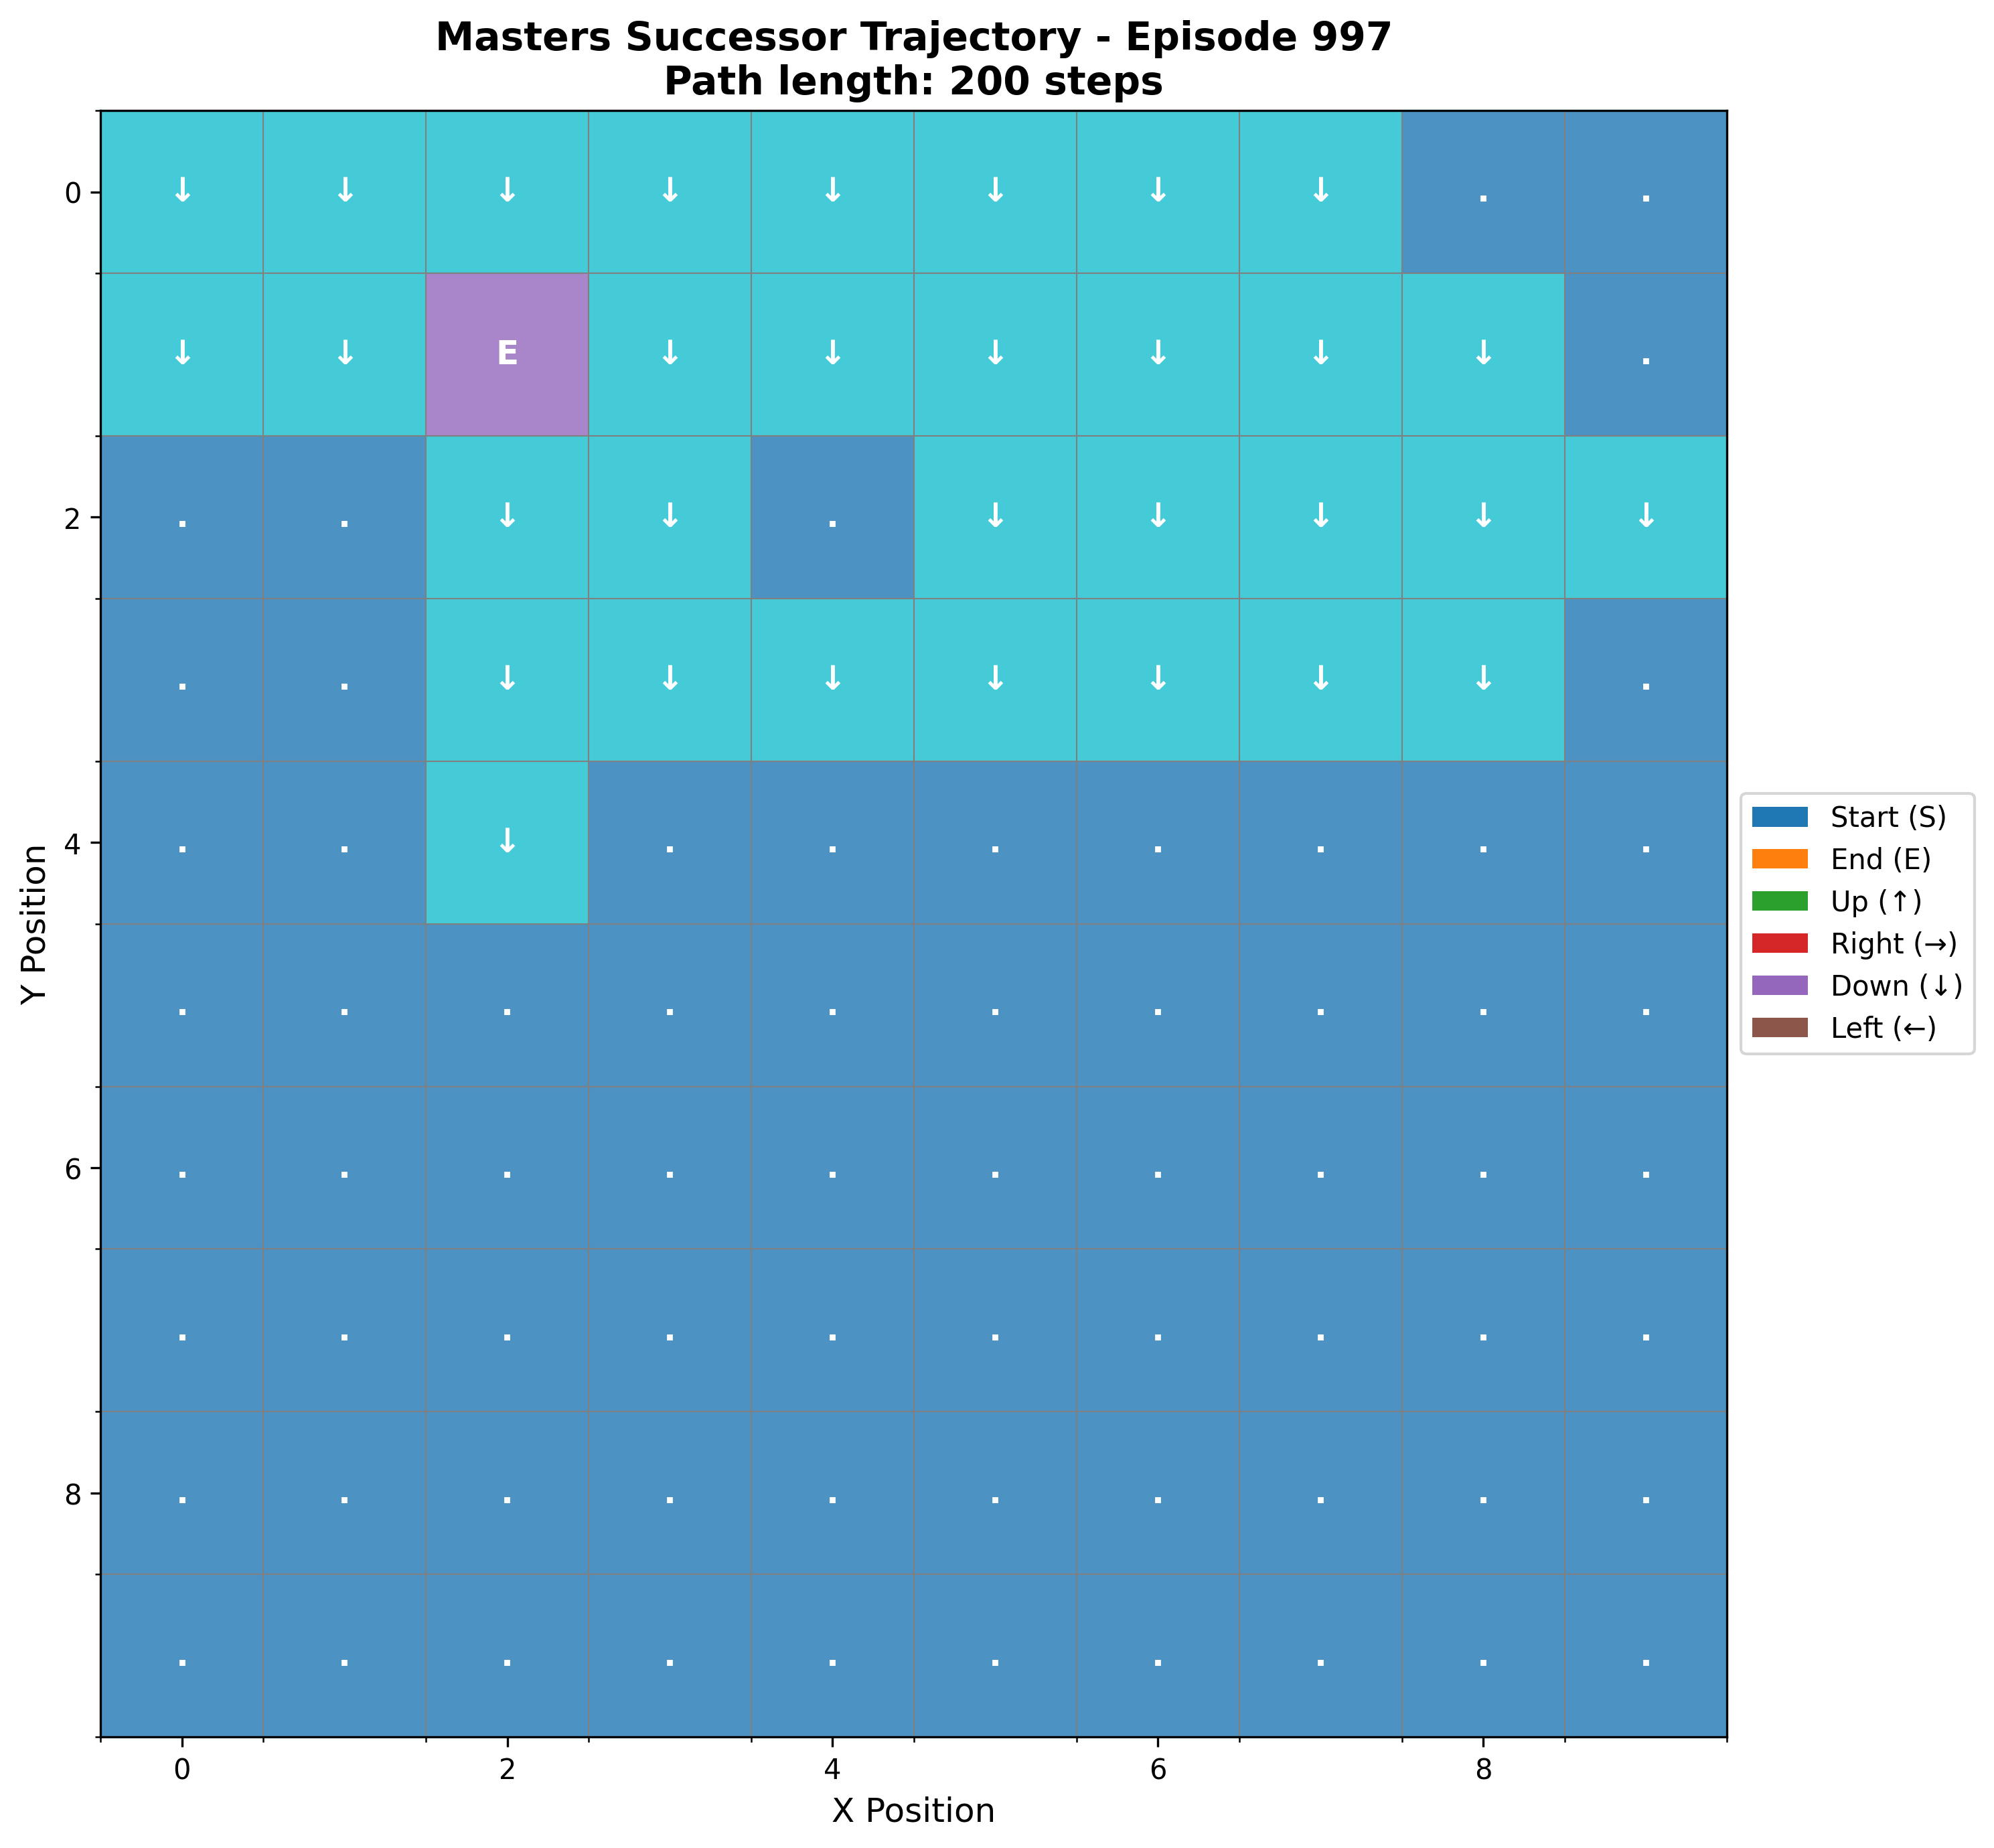 Masters Successor Trajectory - Episode 997
Path length: 200 steps
0 ↓ ↓ ↓ ↓ ↓ ↓ ↓ ↓ . .
↓ ↓ E ↓ ↓ ↓ ↓ ↓ ↓ .
2 . . ↓ ↓ . ↓ ↓ ↓ ↓ ↓
. . ↓ ↓ ↓ ↓ ↓ ↓ ↓ .
4 . . ↓ . . . . . . .
. . . . . . . . . .
6 . . . . . . . . . .
. . . . . . . . . .
8 . . . . . . . . . .
. . . . . . . . . .
0 2 4 6 8
X Position
Y Position
Start (S)
End (E)
Up (↑)
Right (→)
Down (↓)
Left (←)